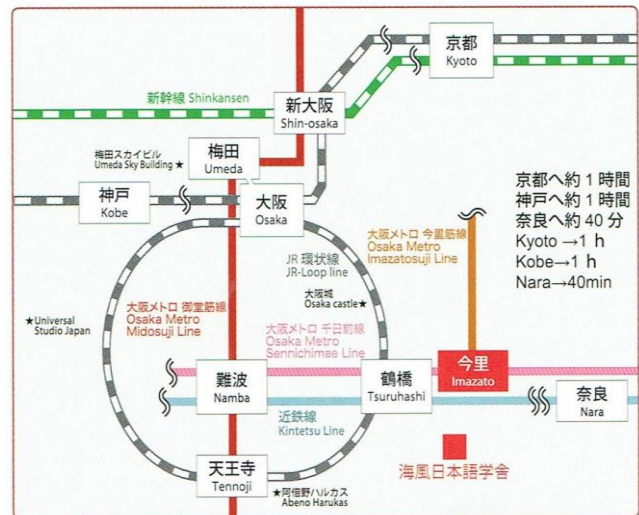 京都
Kyoto
新幹線 Shinkansen
新大阪
Shin-osaka
梅田スカイビル
Umeda Sky Building ★
梅田
Umeda
神戸
Kobe
大阪
Osaka
京都へ約1時間
神戸へ約1時間
奈良へ約40分
Kyoto →1 h
Kobe→1 h
Nara→40min
大阪メトロ 今里筋線
Osaka Metro
Imazatosuji Line
JR 環状線
JR-Loop line
大阪城
Osaka castle★
★Universal
Studio Japan
大阪メトロ 御堂筋線
Osaka Metro
Midosuji Line
大阪メトロ 千日前線
Osaka Metro
Sennichimae Line
難波
Namba
鶴橋
Tsuruhashi
今里
Imazato
奈良
Nara
近鉄線
Kintetsu Line
天王寺
Tennoji
★阿倍野ハルカス
Abeno Harukas
海風日本語学舎